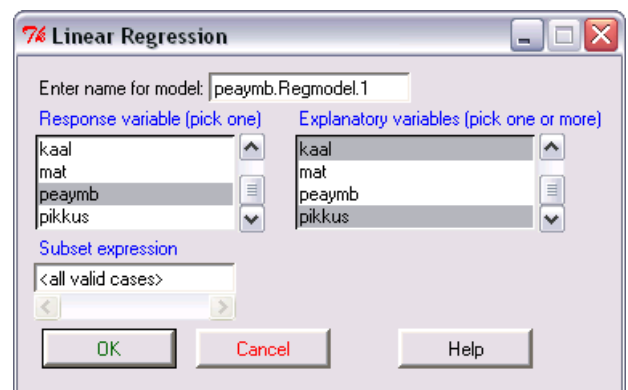 Linear Regression
Enter name for model: peaymb.Regmodel.1
Response variable (pick one)
kaal
mat
peaymb
pikkus
Explanatory variables (pick one or more)
kaal
mat
peaymb
pikkus
Subset expression
<all valid cases>
OK Cancel Help